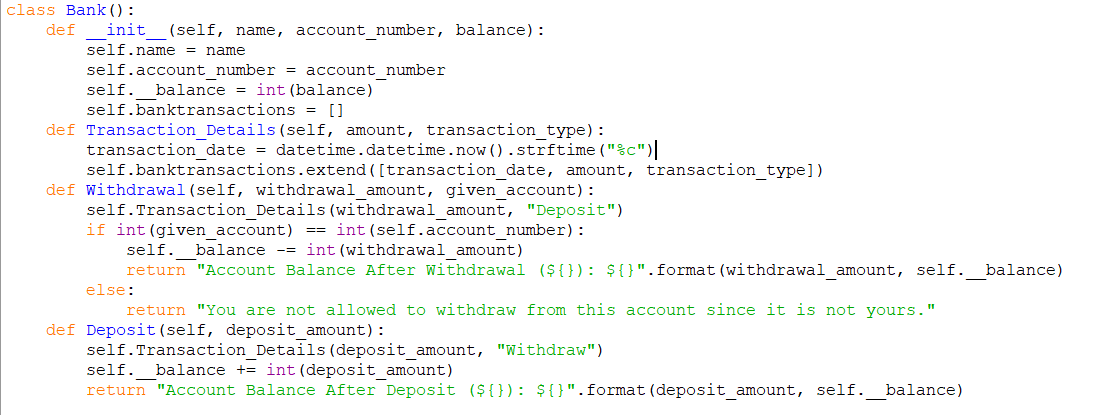 class Bank():
    def __init__(self, name, account_number, balance):
        self.name = name
        self.account_number = account_number
        self.__balance = int(balance)
        self.banktransactions = []
    def Transaction_Details(self, amount, transaction_type):
        transaction_date = datetime.datetime.now().strftime("%c")
        self.banktransactions.extend([transaction_date, amount, transaction_type])
    def Withdrawal(self, withdrawal_amount, given_account):
        self.Transaction_Details(withdrawal_amount, "Deposit")
        if int(given_account) == int(self.account_number):
            self.__balance -= int(withdrawal_amount)
            return "Account Balance After Withdrawal (${}): ${}".format(withdrawal_amount, self.__balance)
        else:
            return "You are not allowed to withdraw from this account since it is not yours."
    def Deposit(self, deposit_amount):
        self.Transaction_Details(deposit_amount, "Withdraw")
        self.__balance += int(deposit_amount)
        return "Account Balance After Deposit (${}): ${}".format(deposit_amount, self.__balance)